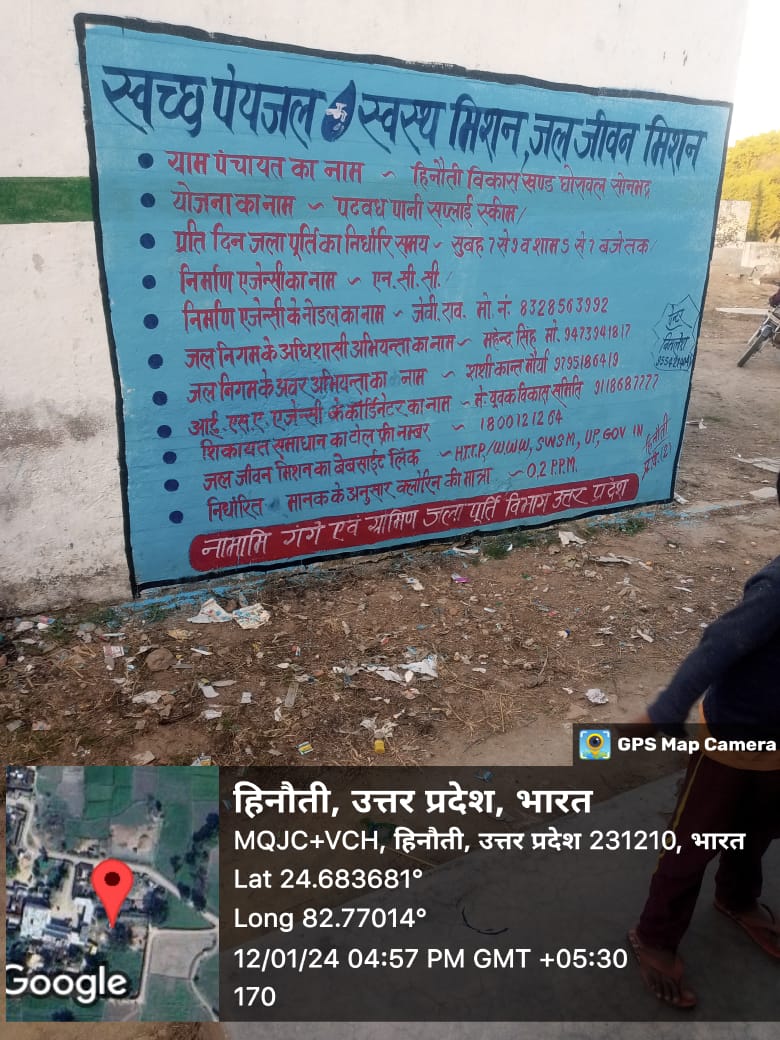 स्वच्छ पेयजल स्वस्थ मिशन, जल जीवन मिशन
ग्राम पंचायत का नाम ~ हिनौती विकास खण्ड घोरावल सोनभद्र
योजना का नाम ~ पटवध पानी सप्लाई स्कीम/
प्रति दिन जला पूर्ति का निर्धारि समय ~ सुबह 7 से 9 व शाम 5 से 7 बजे तक/
निर्माण एजेन्सी का नाम ~ एन. सी. सी./
निर्माण एजेन्सी के नोडल का नाम ~ जेवी. राव. मो. नं: 8328563992
जल निगम के अधिशासी अभियन्ता का नाम ~ महेन्द्र सिंह मो. 9473941817
जल निगम के अवर अभियन्ता का नाम ~ शशी कान्त मौर्या 9795186419
आई. एस. ए. एजेन्सी के कॉर्डिनेटर का नाम ~ मे. युवक विकास समिति 9118687777
शिकायत समाधान का टोल फ्री नम्बर ~ 180012126 4
जल जीवन मिशन का बेबसाईट लिंक ~ HTTP/WWW, SWSM, UP, GOV IN
निर्धारित मानक के अनुसार क्लोरिन की मात्रा ~ 0.2 P.P.M.
नामामि गंगे एवं ग्रामिण जला पूर्ति विभाग उत्तर प्रदेश
पेन्टर
हिनौती
GPS Map Camera
हिनौती, उत्तर प्रदेश, भारत
MQJC+VCH, हिनौती, उत्तर प्रदेश 231210, भारत
Lat 24.683681°
Long 82.77014°
12/01/24 04:57 PM GMT +05:30
170
Google